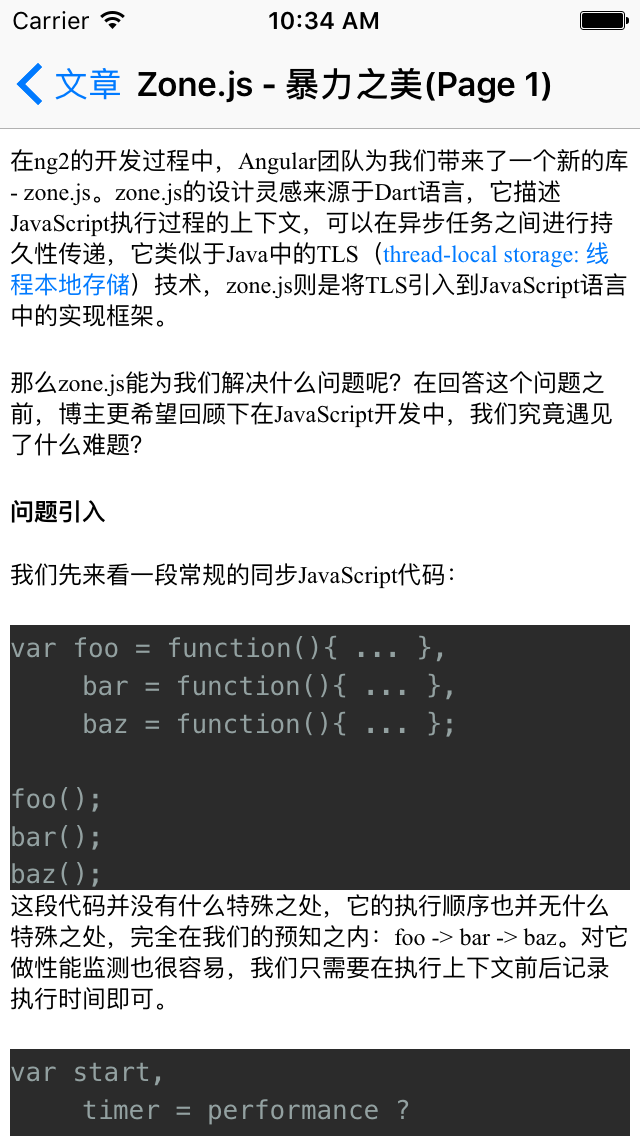 Carrier 10:34 AM
文章 Zone.js - 暴力之美(Page 1)
在ng2的开发过程中，Angular团队为我们带来了一个新的库
- zone.js。zone.js的设计灵感来源于Dart语言，它描述
JavaScript执行过程的上下文，可以在异步任务之间进行持
久性传递，它类似于Java中的TLS（thread-local storage: 线
程本地存储）技术，zone.js则是将TLS引入到JavaScript语言
中的实现框架。
那么zone.js能为我们解决什么问题呢？在回答这个问题之
前，博主更希望回顾下在JavaScript开发中，我们究竟遇见
了什么难题？
问题引入
我们先来看一段常规的同步JavaScript代码：
var foo = function(){ ... },
bar = function(){ ... },
baz = function(){ ... };
foo();
bar();
baz();
这段代码并没有什么特殊之处，它的执行顺序也并无什么
特殊之处，完全在我们的预知之内：foo -> bar -> baz。对它
做性能监测也很容易，我们只需要在执行上下文前后记录
执行时间即可。
var start,
timer = performance ?